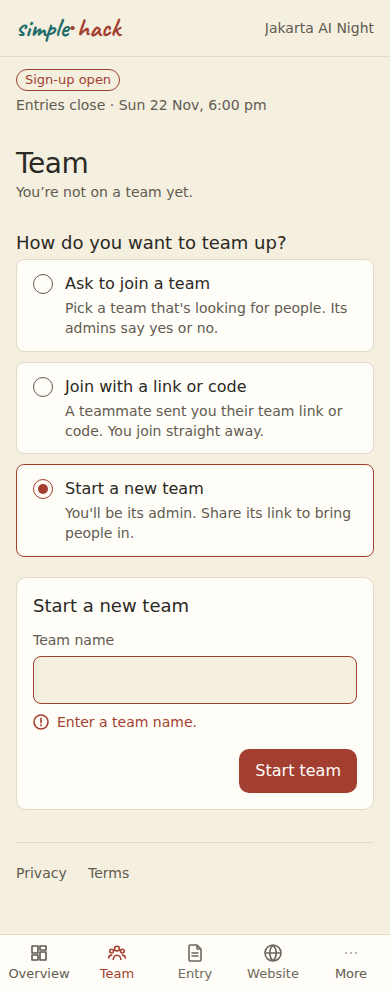 simple·hack
Jakarta AI Night
Sign-up open
Entries close · Sun 22 Nov, 6:00 pm
Team
You’re not on a team yet.
How do you want to team up?
Ask to join a team
Pick a team that's looking for people. Its
admins say yes or no.
Join with a link or code
A teammate sent you their team link or
code. You join straight away.
Start a new team
You'll be its admin. Share its link to bring
people in.
Start a new team
Team name
Enter a team name.
Start team
Privacy Terms
Overview Team Entry Website More